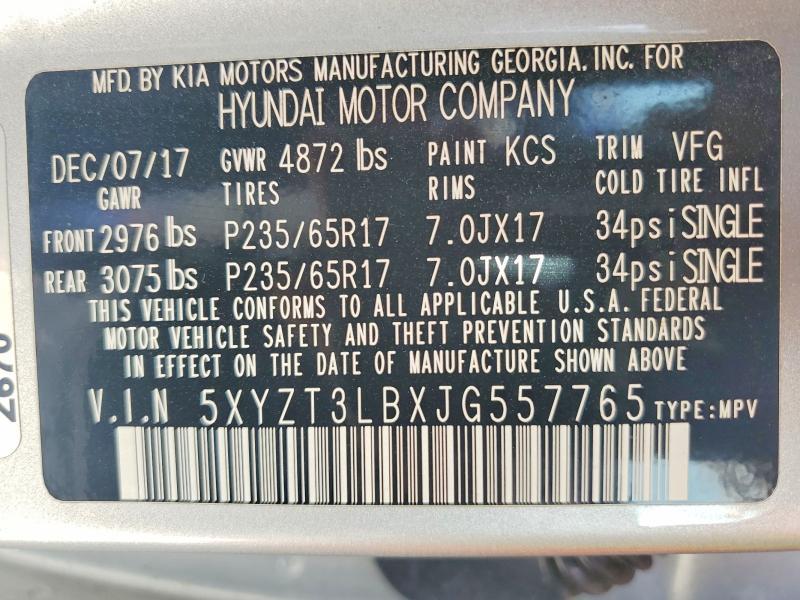 MFD. BY KIA MOTORS MANUFACTURING GEORGIA. INC. FOR
HYUNDAI MOTOR COMPANY
DEC/07/17 GVWR 4872 lbs PAINT KCS TRIM VFG
GAWR TIRES RIMS COLD TIRE INFL
FRONT 2976 lbs P235/65R17 7.0JX17 34psi SINGLE
REAR 3075 lbs P235/65R17 7.0JX17 34psi SINGLE
THIS VEHICLE CONFORMS TO ALL APPLICABLE U.S.A. FEDERAL
MOTOR VEHICLE SAFETY AND THEFT PREVENTION STANDARDS
IN EFFECT ON THE DATE OF MANUFACTURE SHOWN ABOVE
V.I.N 5XYZT3LBXJG557765 TYPE:MPV